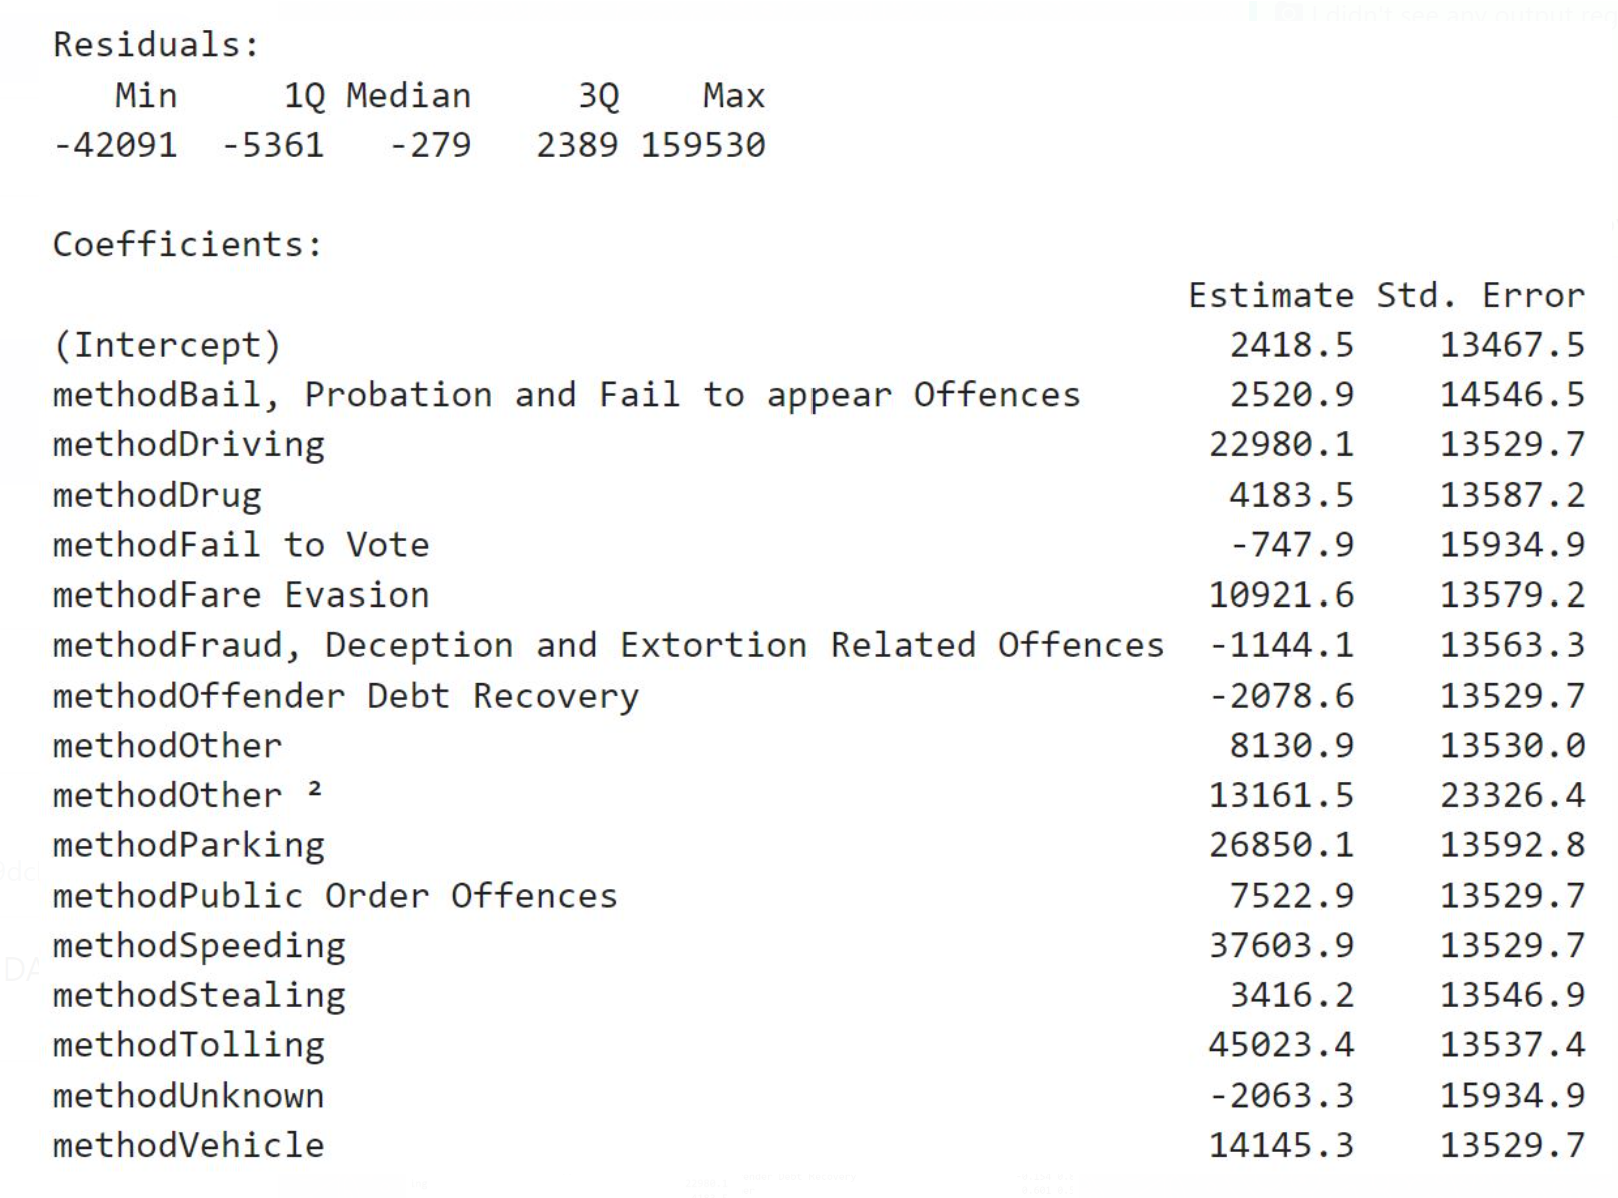 Residuals:
Min 1Q Median 3Q Max
-42091 -5361 -279 2389 159530
Coefficients:
Estimate Std. Error
(Intercept) 2418.5 13467.5
methodBail, Probation and Fail to appear Offences 2520.9 14546.5
methodDriving 22980.1 13529.7
methodDrug 4183.5 13587.2
methodFail to Vote -747.9 15934.9
methodFare Evasion 10921.6 13579.2
methodFraud, Deception and Extortion Related Offences -1144.1 13563.3
methodOffender Debt Recovery -2078.6 13529.7
methodOther 8130.9 13530.0
methodOther ² 13161.5 23326.4
methodParking 26850.1 13592.8
methodPublic Order Offences 7522.9 13529.7
methodSpeeding 37603.9 13529.7
methodStealing 3416.2 13546.9
methodTolling 45023.4 13537.4
methodUnknown -2063.3 15934.9
methodVehicle 14145.3 13529.7